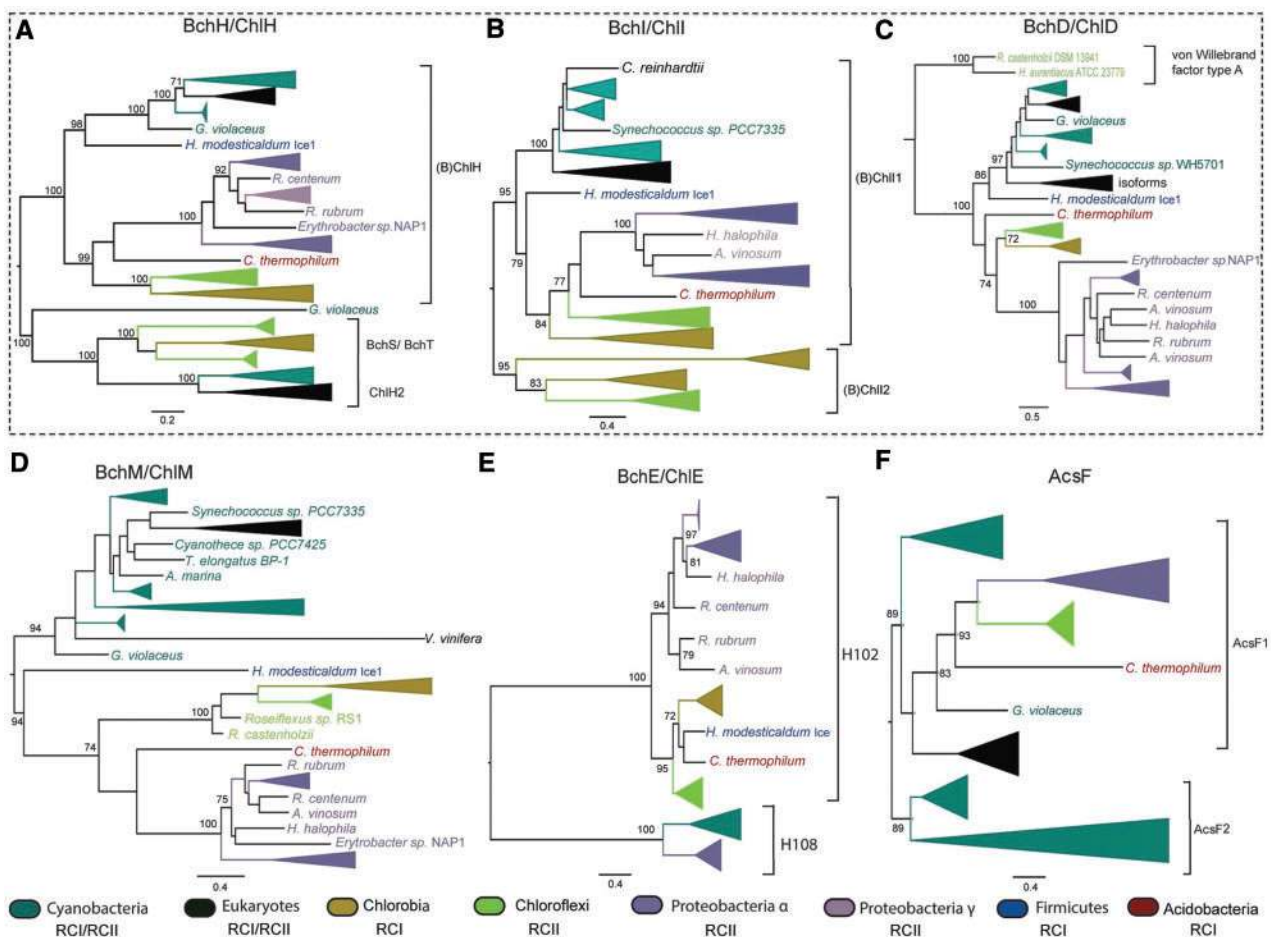 A
BchH/ChlH
71
100
100
G. violaceus
98
H. modesticaldum Ice1
92
R. centenum
100
(B)ChlH
100
R. rubrum
Erythrobacter sp. NAP1
99
C. thermophilum
100
G. violaceus
100
100
BchS/ BchT
100
ChlH2
0.2
B
BchI/ChlI
C. reinhardtii
Synechococcus sp. PCC7335
100
95
H. modesticaldum Ice1
(B)ChlI1
100
H. halophila
79
A. vinosum
77
C. thermophilum
84
95
83
(B)ChlI2
0.4
C
BchD/ChlD
100
R. castenholzii DSM 13941
H. aurantiacus ATCC 23779
von Willebrand
factor type A
G. violaceus
97
Synechococcus sp. WH5701
86
isoforms
H. modesticaldum Ice1
C. thermophilum
72
74
Erythrobacter sp NAP1
100
R. centenum
A. vinosum
H. halophila
R. rubrum
A. vinosum
0.5
D
BchM/ChlM
Synechococcus sp. PCC7335
Cyanothece sp. PCC7425
T. elongatus BP-1
A. marina
94
V. vinifera
G. violaceus
H. modesticaldum Ice1
94
100
Roseiflexus sp. RS1
R. castenholzii
74
C. thermophilum
R. rubrum
75
R. centenum
A. vinosum
100
H. halophila
Erytrobacter sp. NAP1
0.4
E
BchE/ChlE
97
81
H. halophila
94
R. centenum
R. rubrum
79
A. vinosum
100
H102
72
H. modesticaldum Ice
C. thermophilum
95
100
H108
0.4
F
AcsF
89
93
AcsF1
83
C. thermophilum
G. violaceus
89
AcsF2
0.4
Cyanobacteria
RCI/RCII
Eukaryotes
RCI/RCII
Chlorobia
RCI
Chloroflexi
RCII
Proteobacteria α
RCII
Proteobacteria γ
RCII
Firmicutes
RCI
Acidobacteria
RCI